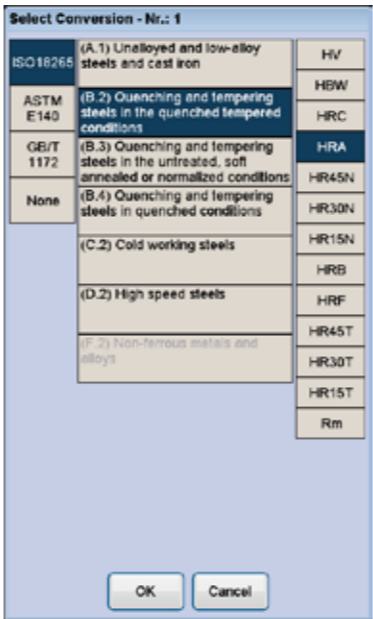 Select Conversion - Nr.: 1
ISO18265
ASTM
E140
GB/T
1172
None
(A.1) Unalloyed and low-alloy
steels and cast iron
(B.2) Quenching and tempering
steels in the quenched tempered
conditions
(B.3) Quenching and tempering
steels in the untreated, soft
annealed or normalized conditions
(B.4) Quenching and tempering
steels in quenched conditions
(C.2) Cold working steels
(D.2) High speed steels
(F.2) Non-ferrous metals and
alloys
HV
HBW
HRC
HRA
HR45N
HR30N
HR15N
HRB
HRF
HR45T
HR30T
HR15T
Rm
OK
Cancel